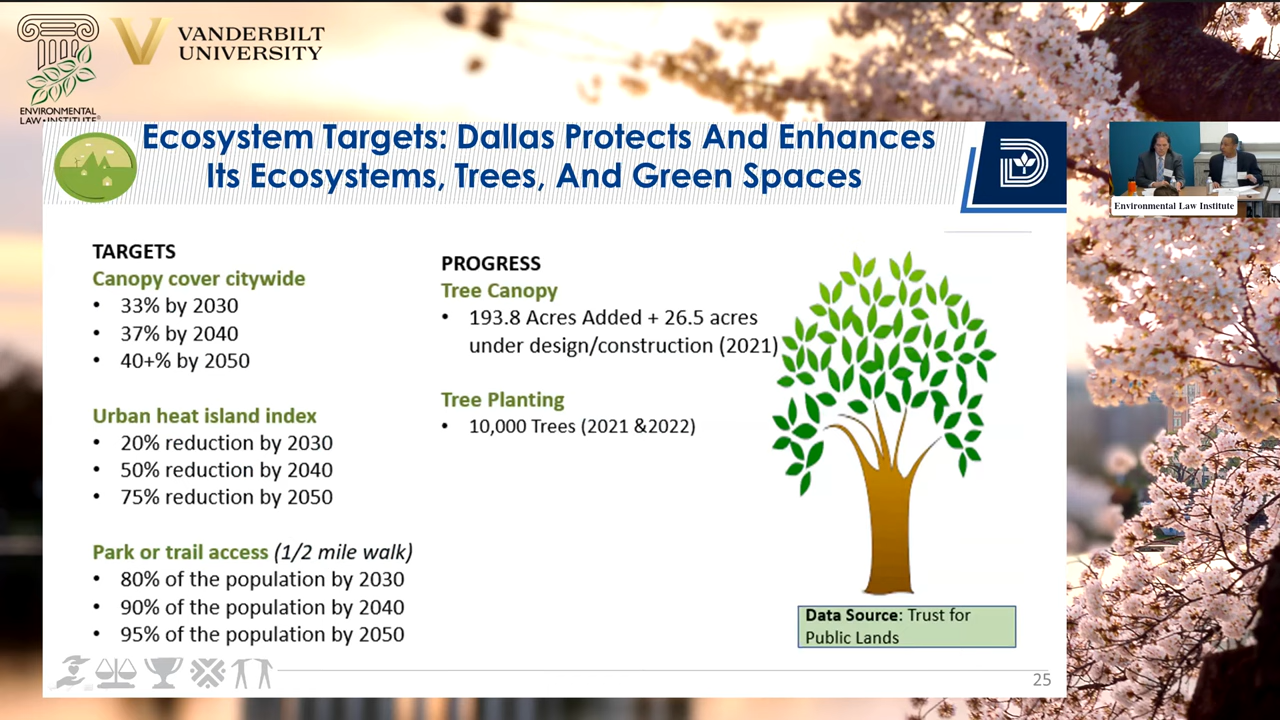 VANDERBILT
UNIVERSITY
ENVIRONMENTAL
LAW•INSTITUTE®
Ecosystem Targets: Dallas Protects And Enhances
Its Ecosystems, Trees, And Green Spaces
D
Environmental Law Institute
TARGETS
Canopy cover citywide
• 33% by 2030
• 37% by 2040
• 40+% by 2050
Urban heat island index
• 20% reduction by 2030
• 50% reduction by 2040
• 75% reduction by 2050
Park or trail access (1/2 mile walk)
• 80% of the population by 2030
• 90% of the population by 2040
• 95% of the population by 2050
PROGRESS
Tree Canopy
• 193.8 Acres Added + 26.5 acres
under design/construction (2021)
Tree Planting
• 10,000 Trees (2021 &2022)
Data Source: Trust for
Public Lands
25